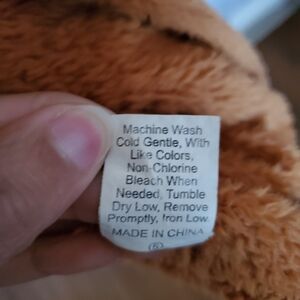 Machine Wash
Cold Gentle, With
Like Colors,
Non-Chlorine
Bleach When
Needed, Tumble
Dry Low, Remove
Promptly, Iron Low.
MADE IN CHINA